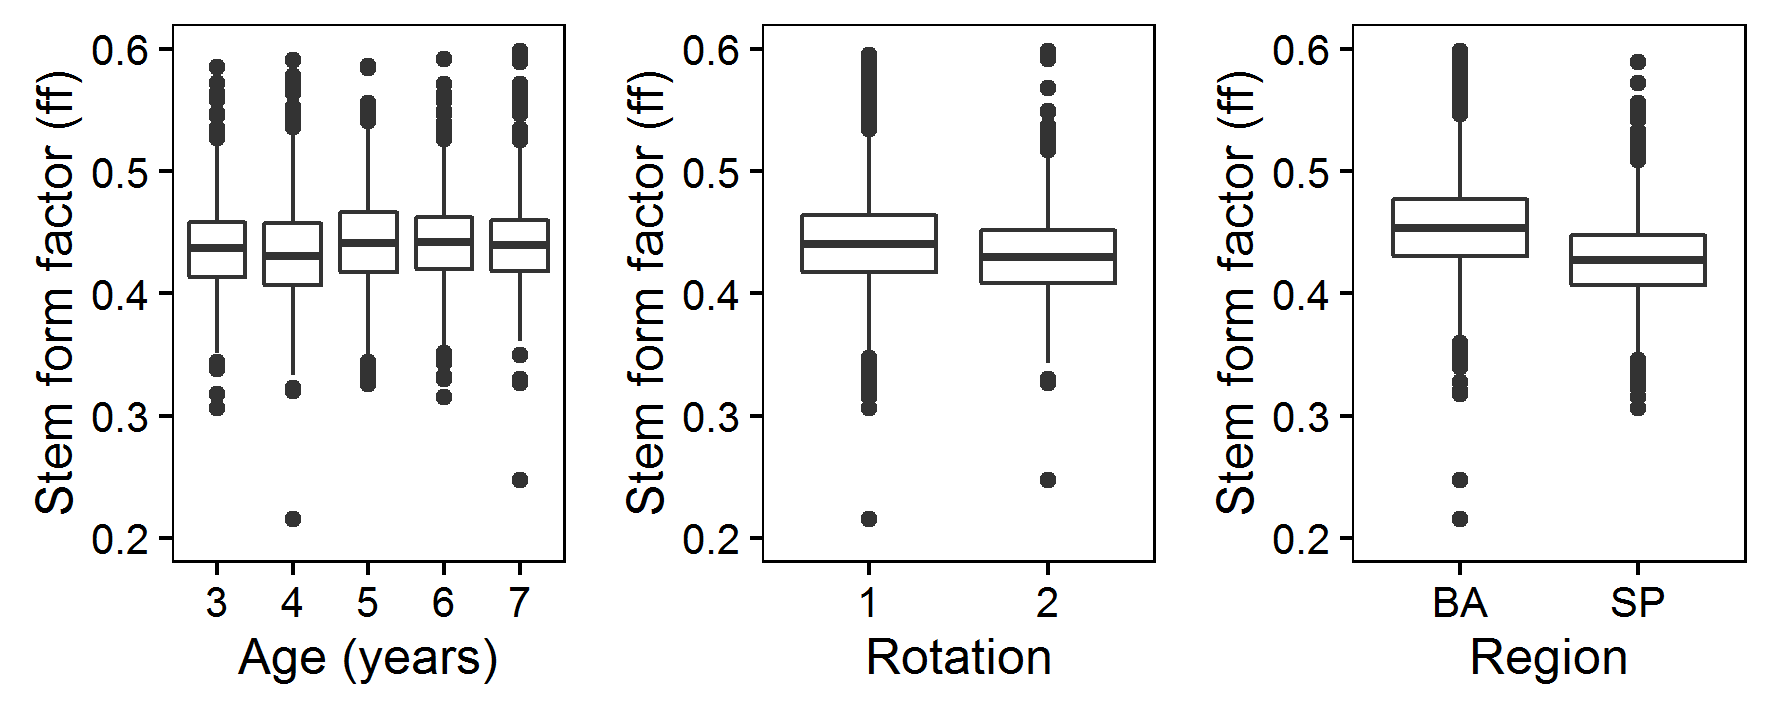 Stem form factor (ff)
0.6
0.5
0.4
0.3
0.2
3 4 5 6 7
Age (years)
Stem form factor (ff)
0.6
0.5
0.4
0.3
0.2
1 2
Rotation
Stem form factor (ff)
0.6
0.5
0.4
0.3
0.2
BA SP
Region